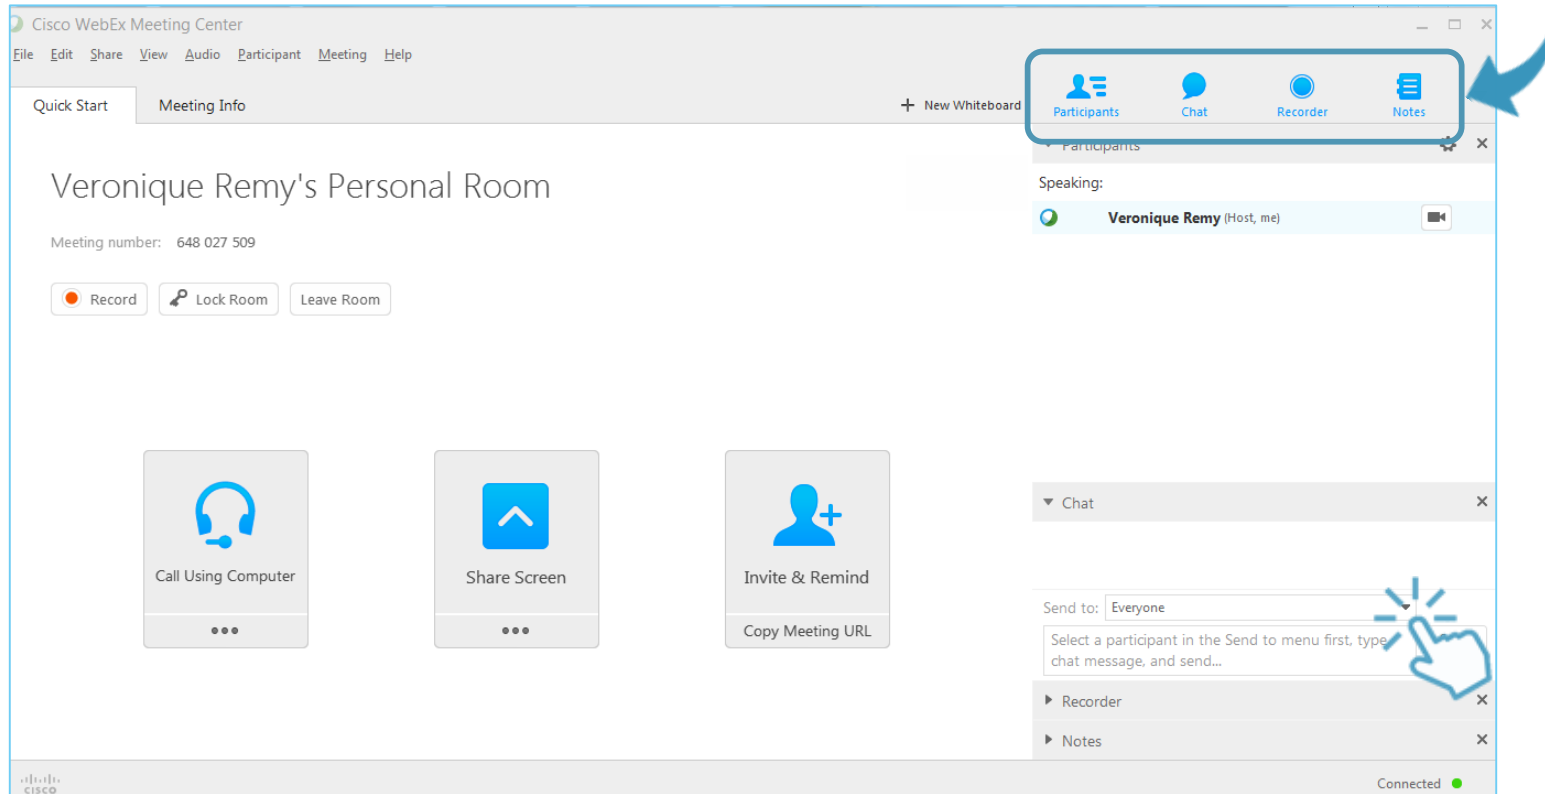 Cisco WebEx Meeting Center
File Edit Share View Audio Participant Meeting Help
Quick Start Meeting Info + New Whiteboard
Participants Chat Recorder Notes
Participants
Veronique Remy's Personal Room
Meeting number: 648 027 509
Record Lock Room Leave Room
Speaking:
Veronique Remy (Host, me)
Call Using Computer
Share Screen
Invite & Remind
Copy Meeting URL
Chat
Send to: Everyone
Select a participant in the Send to menu first, type
chat message, and send...
Recorder
Notes
CISCO
Connected